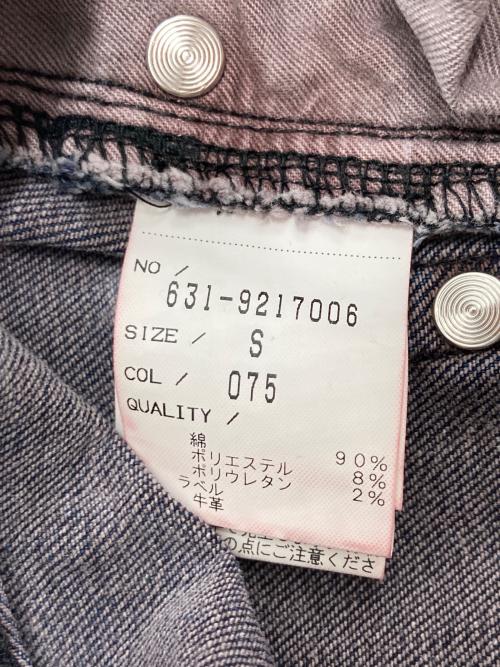 NO /
631-9217006
SIZE / S
COL / 075
QUALITY /
綿 90%
ポリエステル 8%
ポリウレタン 2%
ラベル
牛革
の点にご注意くださ